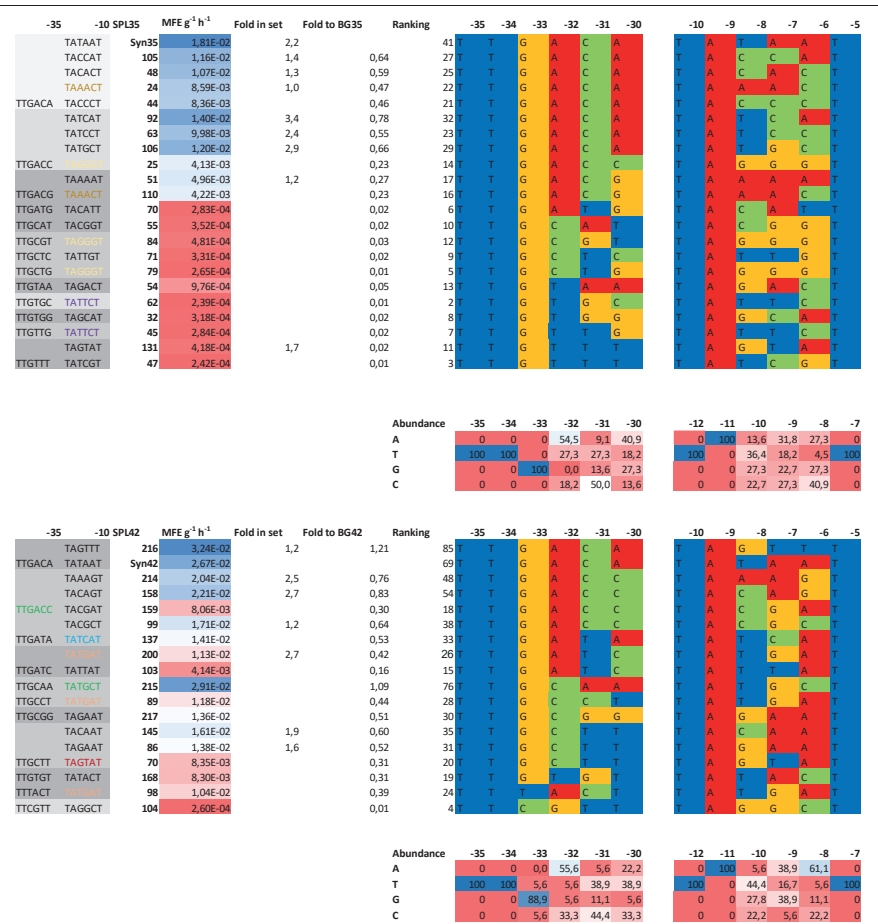 -35 -10 SPL35 MFE g-1 h-1 Fold in set Fold to BG35 Ranking -35 -34 -33 -32 -31 -30 -10 -9 -8 -7 -6 -5
TATAAT Syn35 1,81E-02 2,2 41 T T G A C A T A T A A T
TACCAT 105 1,16E-02 1,4 0,64 27 T T G A C A T A C C A T
TACACT 48 1,07E-02 1,3 0,59 25 T T G A C A T A C A C T
TAAACT 24 8,59E-03 1,0 0,47 22 T T G A C A T A A A C T
TTGACA TACCCT 44 8,36E-03 0,46 21 T T G A C A T A C C C T
TATCAT 92 1,40E-02 3,4 0,78 32 T T G A C A T A T C A T
TATCCT 63 9,98E-03 2,4 0,55 23 T T G A C A T A T C C T
TATGCT 106 1,20E-02 2,9 0,66 29 T T G A C A T A T G C T
TTGACC TAGGGT 25 4,13E-03 0,23 14 T T G A C C T A G G G T
TAAAAT 51 4,96E-03 1,2 0,27 17 T T G A C G T A A A A T
TTGACG TAAACT 110 4,22E-03 0,23 16 T T G A C G T A A A C T
TTGATG TACATT 70 2,83E-04 0,02 6 T T G A T G T A C A T T
TTGCAT TACGGT 55 3,52E-04 0,02 10 T T G C A T T A C G G T
TTGCGT TAGGGT 84 4,81E-04 0,03 12 T T G C G T T A G G G T
TTGCTC TATTGT 71 3,31E-04 0,02 9 T T G C T C T A T T G T
TTGCTG TAGGGT 79 2,65E-04 0,01 5 T T G C T G T A G G G T
TTGTAA TAGACT 54 9,76E-04 0,05 13 T T G T A A T A G A C T
TTGTGC TATTCT 62 2,39E-04 0,01 2 T T G T G C T A T T C T
TTGTGG TAGCAT 32 3,18E-04 0,02 8 T T G T G G T A G C A T
TTGTTG TATTCT 45 2,84E-04 0,02 7 T T G T T G T A T T C T
TAGTAT 131 4,18E-04 1,7 0,02 11 T T G T T T T A G T A T
TTGTTT TATCGT 47 2,42E-04 0,01 3 T T G T T T T A T C G T
Abundance -35 -34 -33 -32 -31 -30 -12 -11 -10 -9 -8 -7
A 0 0 0 54,5 9,1 40,9 0 100 13,6 31,8 27,3 0
T 100 100 0 27,3 27,3 18,2 100 0 36,4 18,2 4,5 100
G 0 0 100 0,0 13,6 27,3 0 0 27,3 22,7 27,3 0
C 0 0 0 18,2 50,0 13,6 0 0 22,7 27,3 40,9 0
-35 -10 SPL42 MFE g-1 h-1 Fold in set Fold to BG42 Ranking -35 -34 -33 -32 -31 -30 -10 -9 -8 -7 -6 -5
TAGTTT 216 3,24E-02 1,2 1,21 85 T T G A C A T A G T T T
TTGACA TATAAT Syn42 2,67E-02 69 T T G A C A T A T A A T
TAAAGT 214 2,04E-02 2,5 0,76 48 T T G A C C T A A A G T
TACAGT 158 2,21E-02 2,7 0,83 54 T T G A C C T A C A G T
TTGACC TACGAT 159 8,06E-03 0,30 18 T T G A C C T A C G A T
TACGCT 99 1,71E-02 1,2 0,64 38 T T G A C C T A C G C T
TTGATA TATCAT 137 1,41E-02 0,53 33 T T G A T A T A T C A T
TATGAT 200 1,13E-02 2,7 0,42 26 T T G A T C T A T G A T
TTGATC TATTAT 103 4,14E-03 0,16 15 T T G A T C T A T T A T
TTGCAA TATGCT 215 2,91E-02 1,09 76 T T G C A A T A T G C T
TTGCCT TATGAT 89 1,18E-02 0,44 28 T T G C C T T A T G A T
TTGCGG TAGAAT 217 1,36E-02 0,51 30 T T G C G G T A G A A T
TACAAT 145 1,61E-02 1,9 0,60 35 T T G C T T T A C A A T
TAGAAT 86 1,38E-02 1,6 0,52 31 T T G C T T T A G A A T
TTGCTT TAGTAT 70 8,35E-03 0,31 20 T T G C T T T A G T A T
TTGTGT TATACT 168 8,30E-03 0,31 19 T T G T G T T A T A C T
TTTACT TATGAT 98 1,04E-02 0,39 24 T T T A C T T A T G A T
TTCGTT TAGGCT 104 2,60E-04 0,01 4 T T C G T T T A G G C T
Abundance -35 -34 -33 -32 -31 -30 -12 -11 -10 -9 -8 -7
A 0 0 0,0 55,6 5,6 22,2 0 100 5,6 38,9 61,1 0
T 100 100 5,6 5,6 38,9 38,9 100 0 44,4 16,7 5,6 100
G 0 0 88,9 5,6 11,1 5,6 0 0 27,8 38,9 11,1 0
C 0 0 5,6 33,3 44,4 33,3 0 0 22,2 5,6 22,2 0